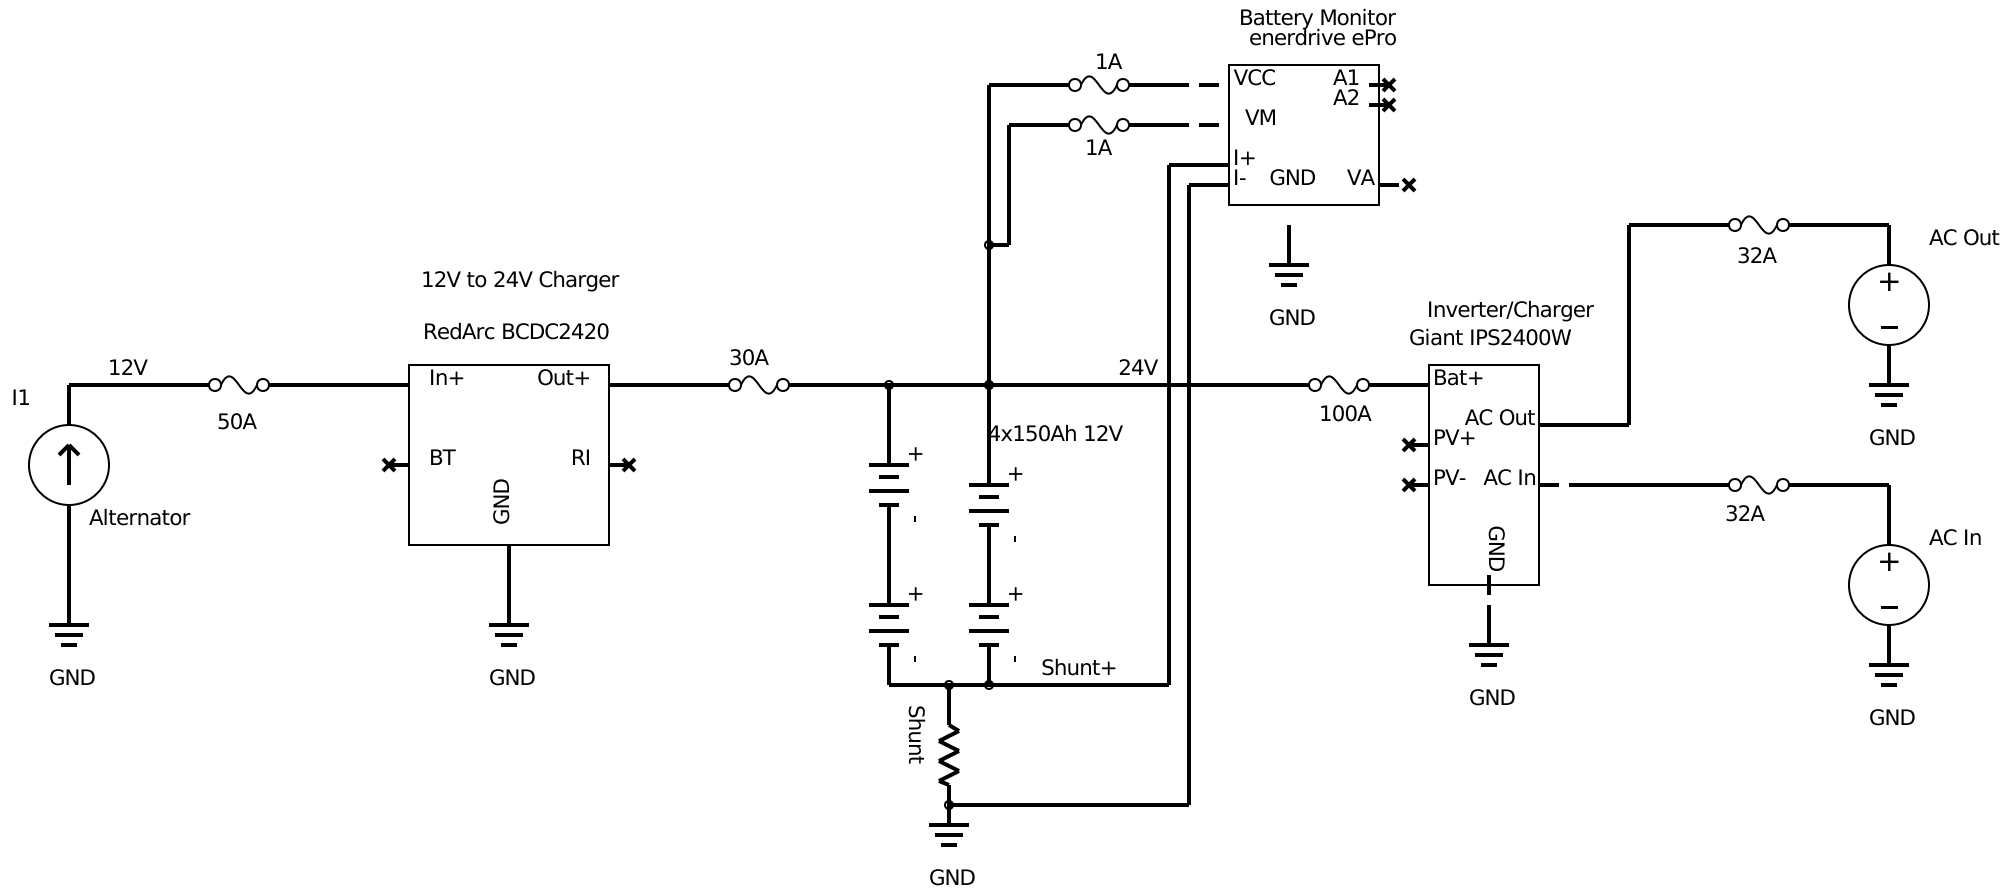 Battery Monitor
enerdrive ePro
1A
VCC
A1
A2
VM
1A
I+
I-
GND
VA
GND
AC Out
32A
+
−
GND
12V to 24V Charger
RedArc BCDC2420
Inverter/Charger
Giant IPS2400W
12V
I1
50A
Alternator
GND
In+
Out+
BT
RI
GND
GND
30A
24V
100A
4x150Ah 12V
+
-
+
-
+
-
+
-
Shunt+
Shunt
GND
Bat+
AC Out
PV+
PV-
AC In
GND
GND
32A
AC In
+
−
GND